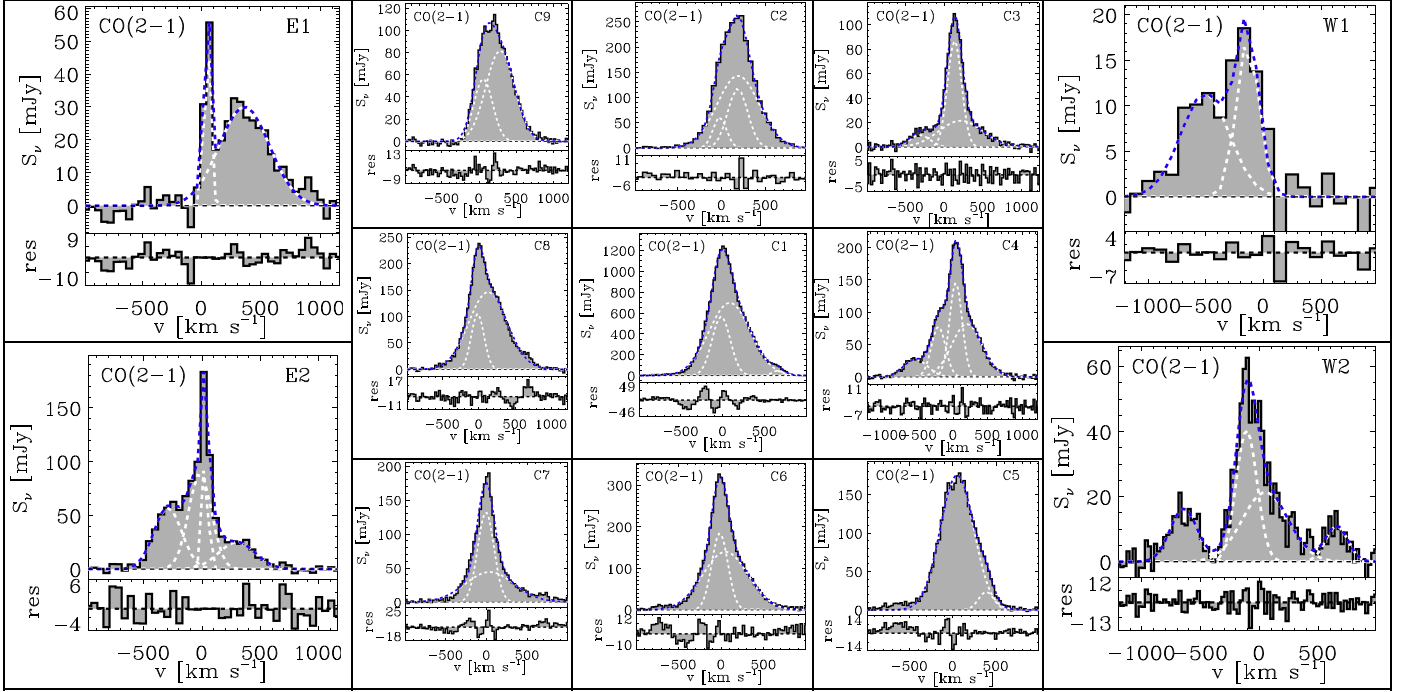 CO(2−1) E1
60
50
40
30
20
10
0
Sν [mJy]
9
−10
res
−500 0 500 1000
v [km s−1]
CO(2−1) C9
120
100
80
60
40
20
0
Sν [mJy]
13
−9
res
−500 0 500 1000
v [km s−1]
CO(2−1) C2
250
200
150
100
50
0
Sν [mJy]
11
−6
res
−500 0 500
v [km s−1]
CO(2−1) C3
100
80
60
40
20
0
Sν [mJy]
5
−5
res
−500 0 500 1000
v [km s−1]
CO(2−1) W1
20
15
10
5
0
Sν [mJy]
4
−7
res
−1000 −500 0 500
v [km s−1]
CO(2−1) C8
250
200
150
100
50
0
Sν [mJy]
17
−11
res
−500 0 500 1000
v [km s−1]
CO(2−1) C1
1200
1000
800
600
400
200
0
Sν [mJy]
49
−46
res
−500 0 500
v [km s−1]
CO(2−1) C4
200
150
100
50
0
Sν [mJy]
11
−7
res
−1000−500 0 500 1000
v [km s−1]
CO(2−1) E2
150
100
50
0
Sν [mJy]
6
−4
res
−500 0 500 1000
v [km s−1]
CO(2−1) C7
200
150
100
50
0
Sν [mJy]
25
−18
res
−500 0 500
v [km s−1]
CO(2−1) C6
300
200
100
0
Sν [mJy]
12
−10
res
−500 0 500
v [km s−1]
CO(2−1) C5
150
100
50
0
Sν [mJy]
14
−14
res
−500 0 500
v [km s−1]
CO(2−1) W2
60
40
20
0
Sν [mJy]
12
−13
res
−1000−500 0 500
v [km s−1]